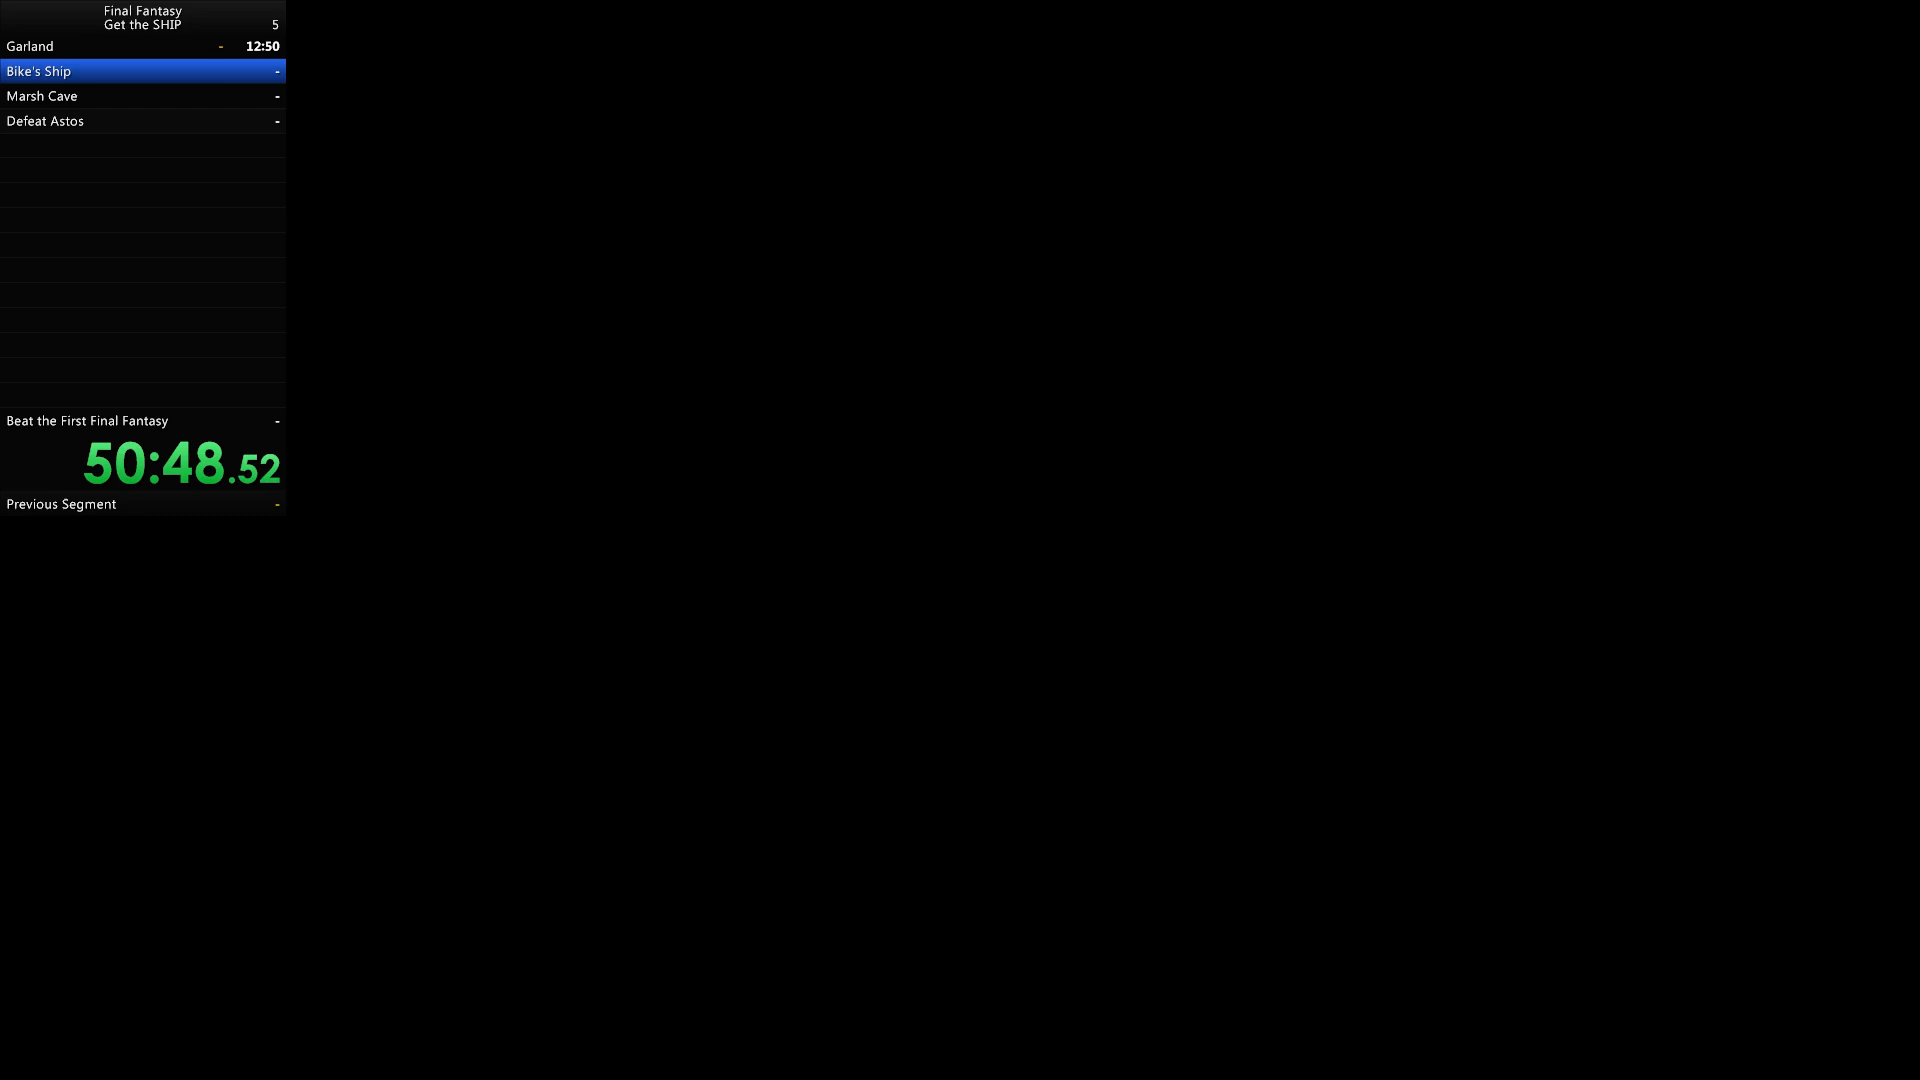 Final Fantasy
Get the SHIP 5
Garland - 12:50
Bike's Ship -
Marsh Cave -
Defeat Astos -
Beat the First Final Fantasy -
50:48.52
Previous Segment -